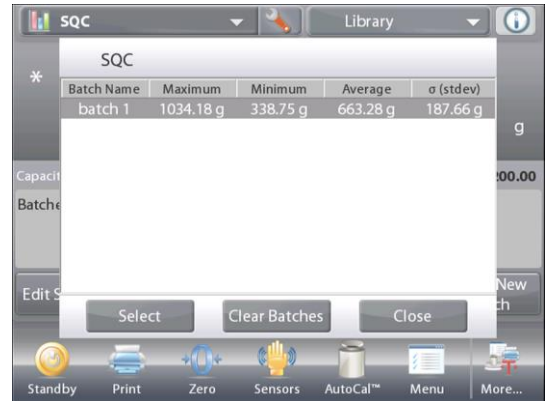 SQC Library
SQC
*
Batch Name Maximum Minimum Average σ (stdev)
batch 1 1034.18 g 338.75 g 663.28 g 187.66 g
g
Capacit 200.00
Batche
Edit S New
ch
Select Clear Batches Close
Standby Print Zero Sensors AutoCal™ Menu More...